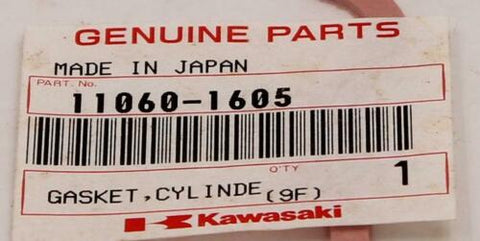 GENUINE PARTS
MADE IN JAPAN
PART. No.
11060-1605
Q'TY
1
GASKET,CYLINDE(9F)
Kawasaki